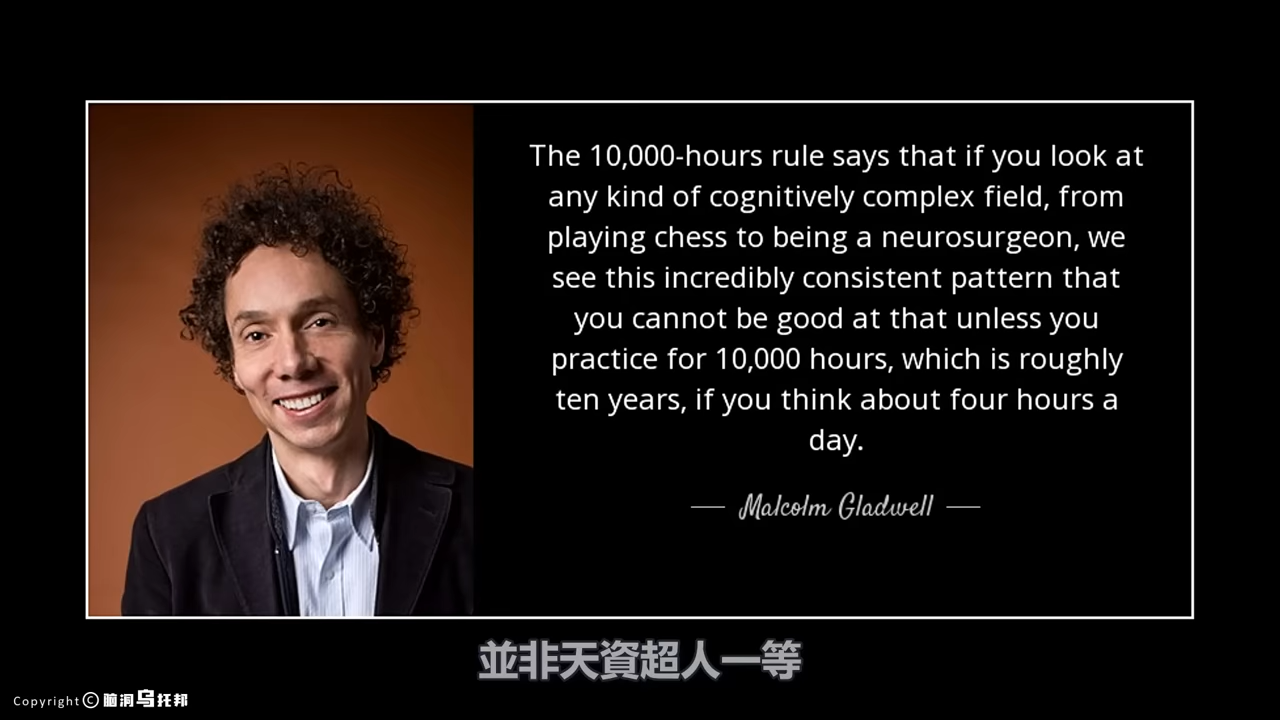 The 10,000-hours rule says that if you look at
any kind of cognitively complex field, from
playing chess to being a neurosurgeon, we
see this incredibly consistent pattern that
you cannot be good at that unless you
practice for 10,000 hours, which is roughly
ten years, if you think about four hours a
day.
Malcolm Gladwell
並非天資超人一等
Copyright © 脑洞乌托邦